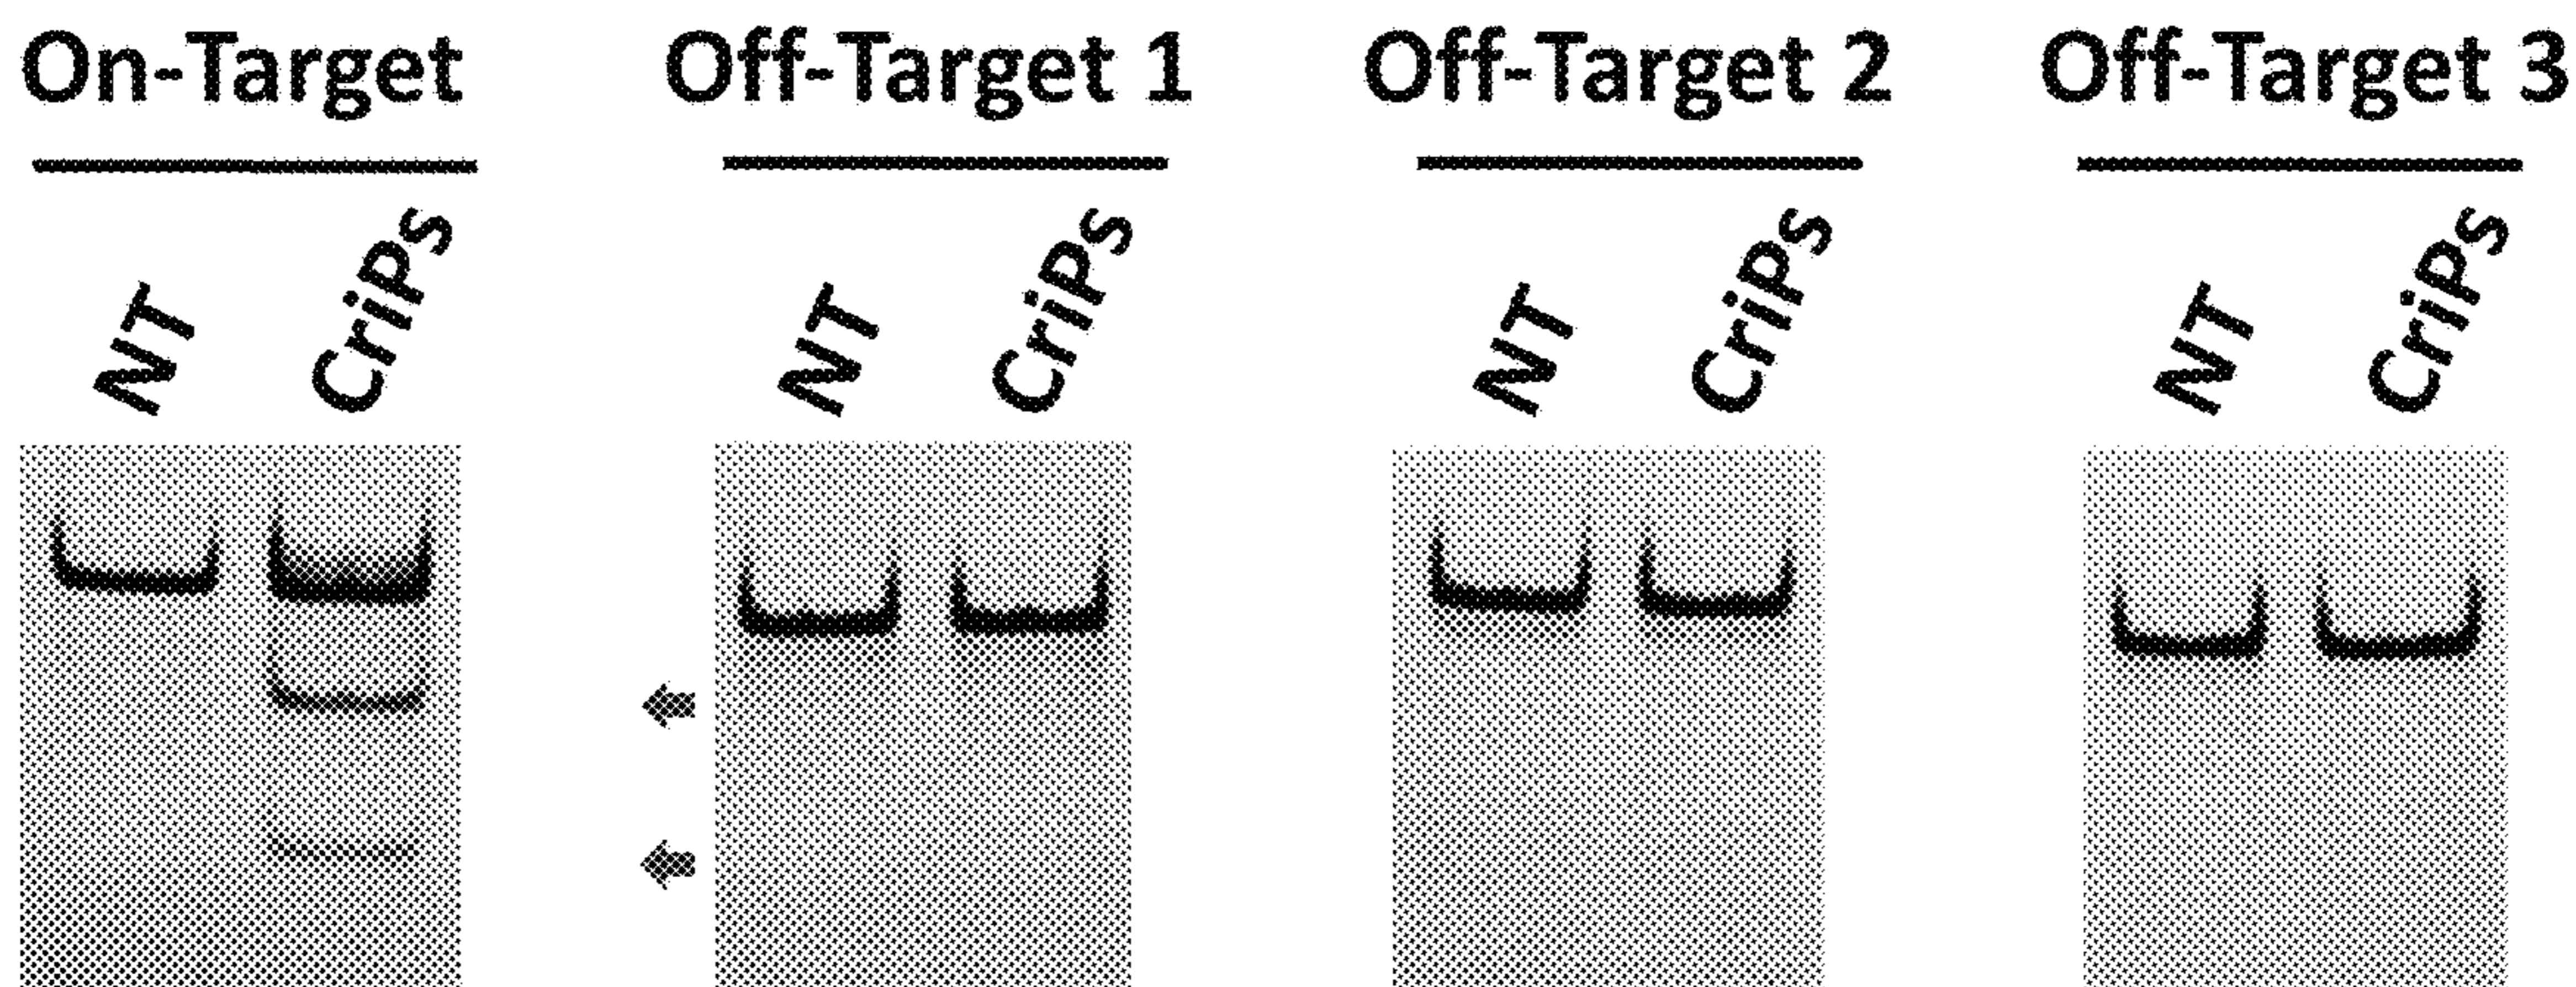 On-Target Off-Target 1 Off-Target 2 Off-Target 3
NT CriPs NT CriPs NT CriPs NT CriPs